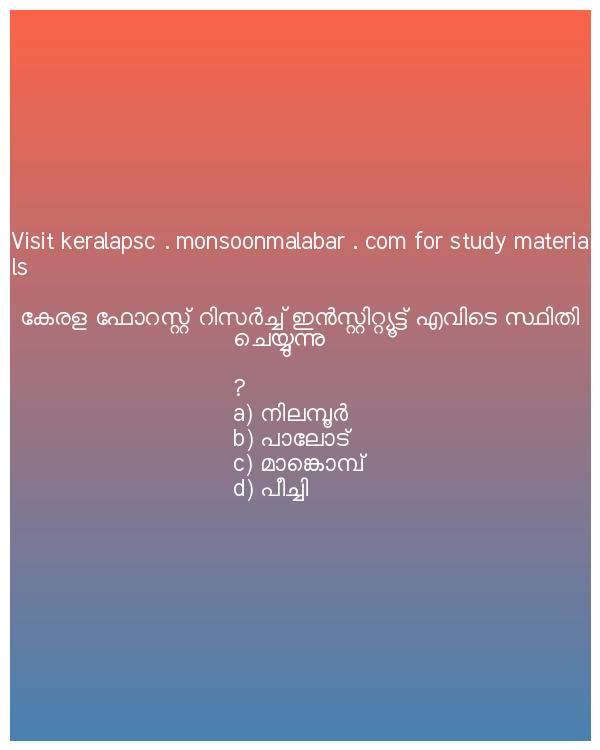 Visit keralapsc . monsoonmalabar . com for study materia
ls
കേരള ഫോറസ്റ്റ് റിസർച്ച് ഇൻസ്റ്റിറ്റ്യൂട്ട് എവിടെ സ്ഥിതി
ചെയ്യുന്നു
?
a) നിലമ്പൂർ
b) പാലോട്
c) മാങ്കൊമ്പ്
d) പീച്ചി